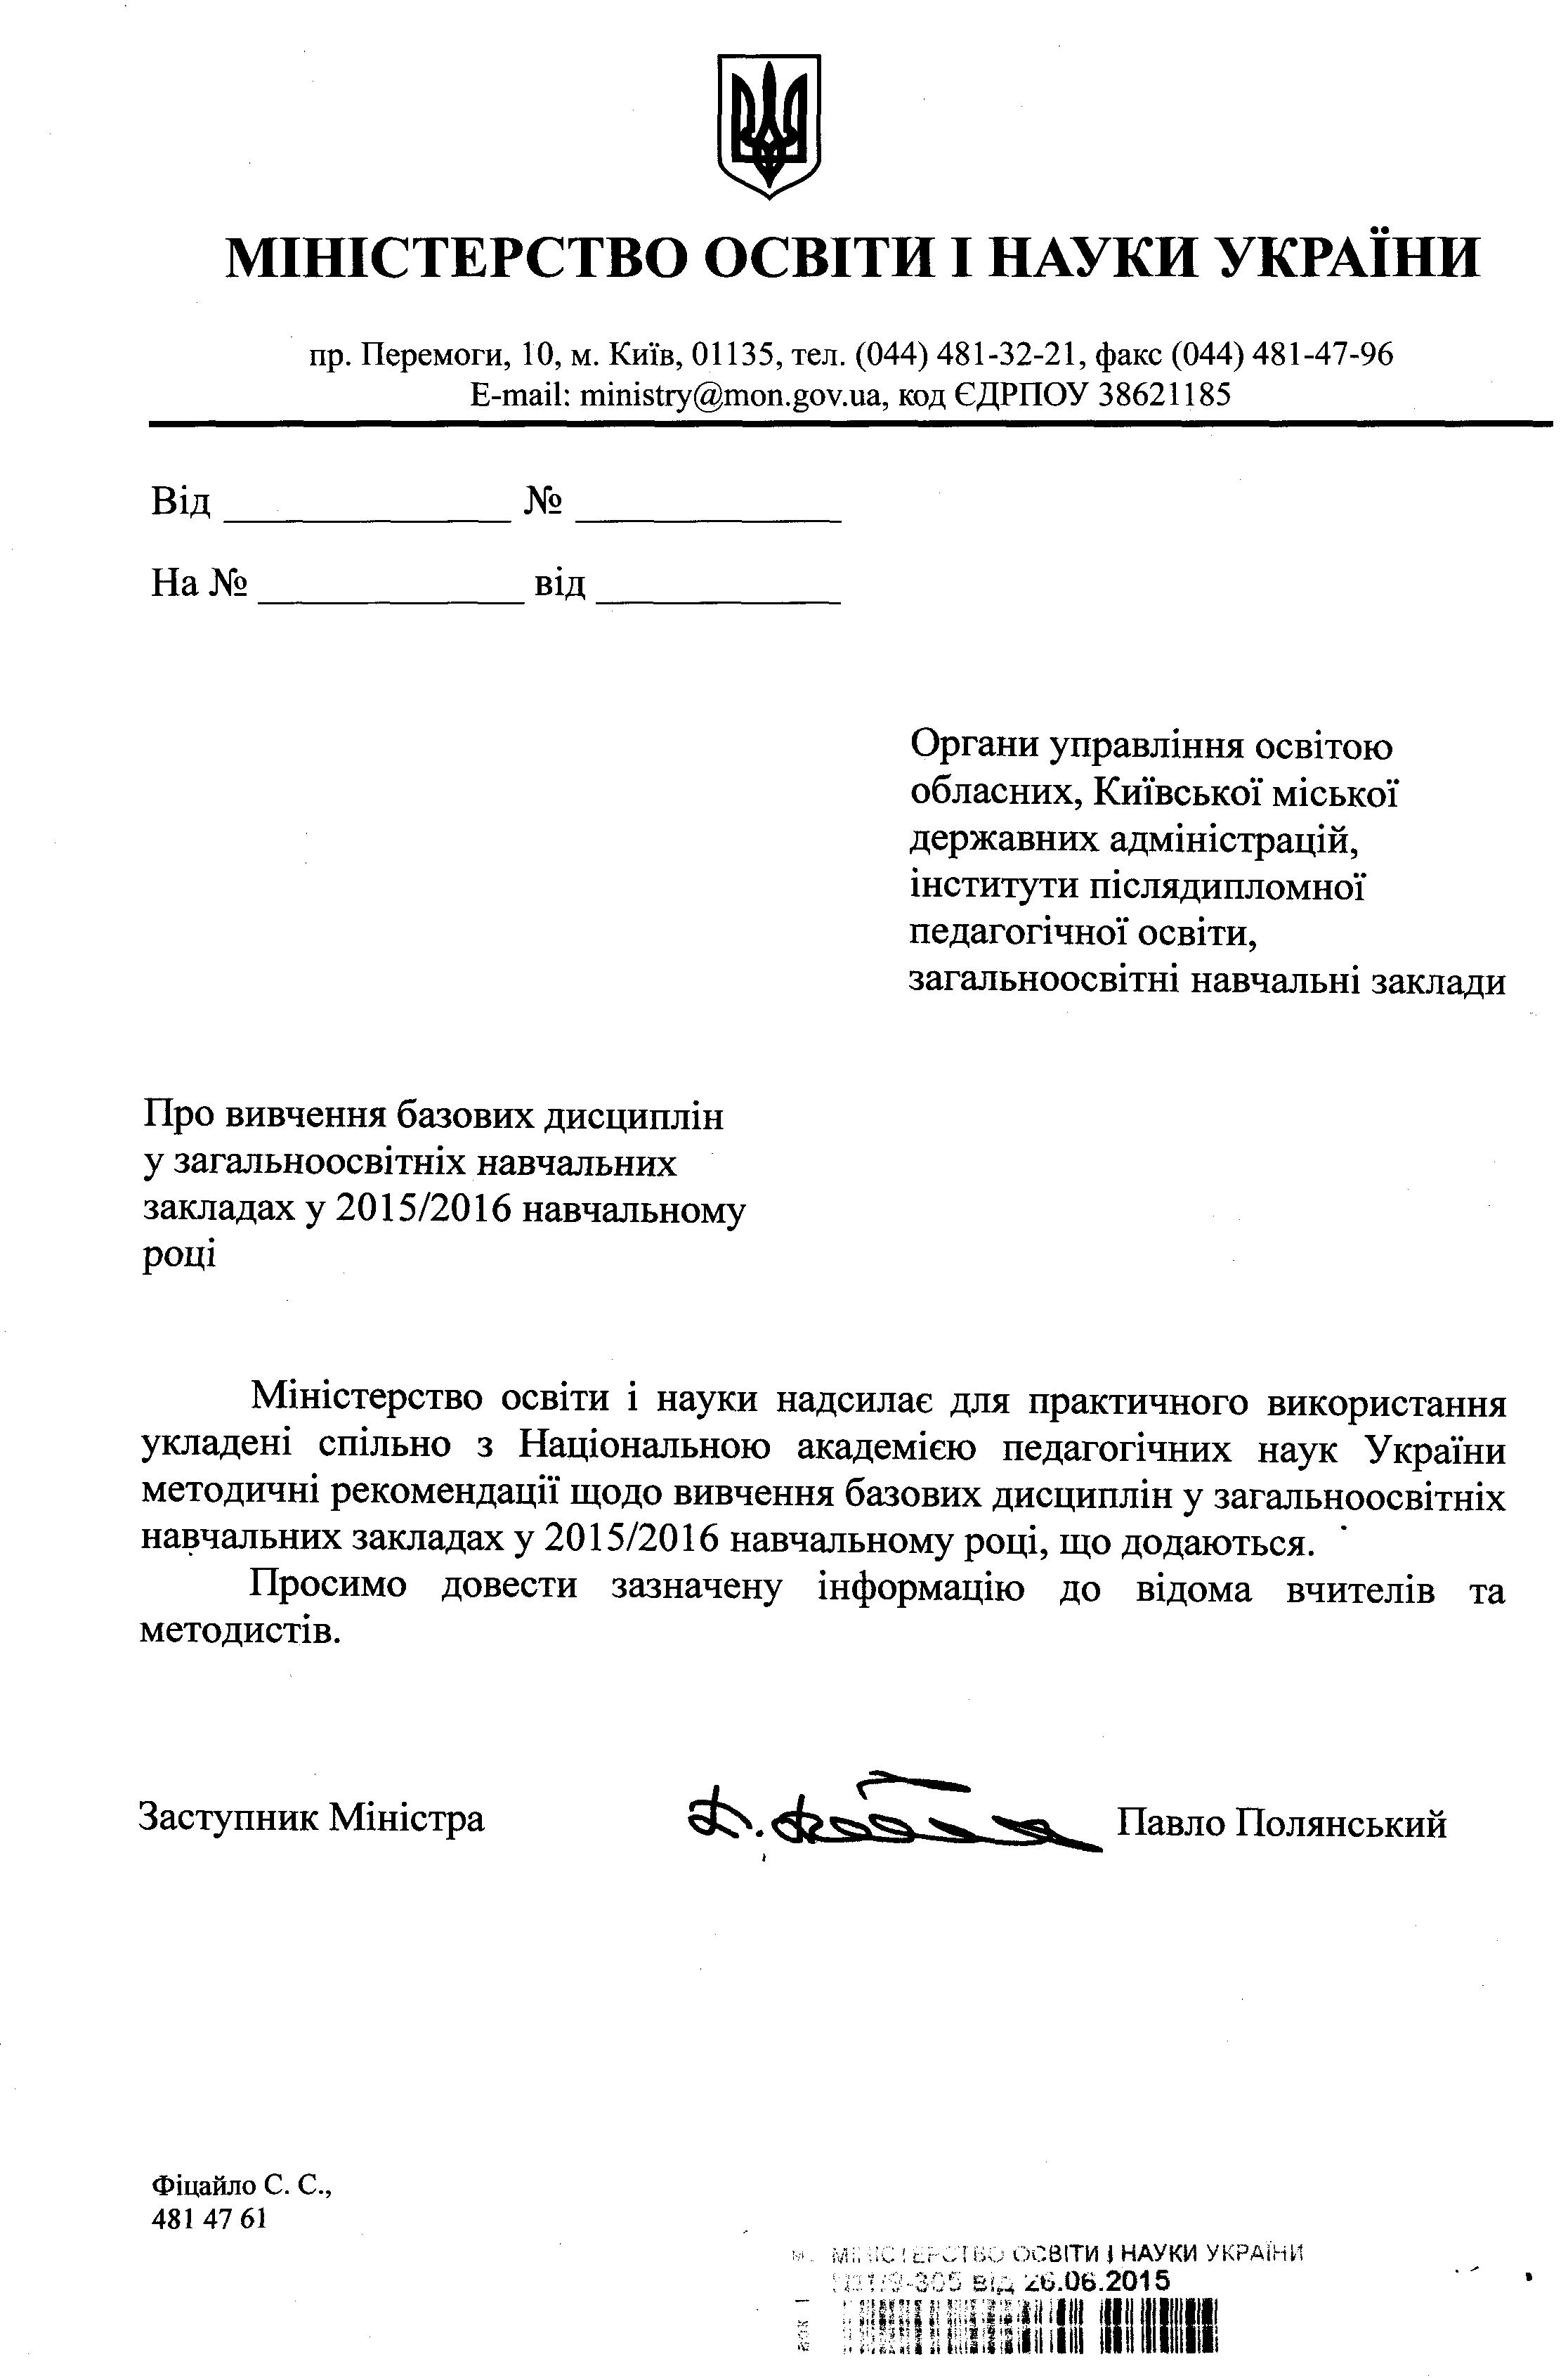 МІНІСТЕРСТВО ОСВІТИ І НАУКИ УКРАЇНИ
пр. Перемоги, 10, м. Київ, 01135, тел. (044) 481-32-21, факс (044) 481-47-96
E-mail: ministry@mon.gov.ua, код ЄДРПОУ 38621185
Від ______________ № _____________
На № _____________ від ____________
Органи управління освітою
обласних, Київської міської
державних адміністрацій,
інститути післядипломної
педагогічної освіти,
загальноосвітні навчальні заклади
Про вивчення базових дисциплін
у загальноосвітніх навчальних
закладах у 2015/2016 навчальному
році
Міністерство освіти і науки надсилає для практичного використання
укладені спільно з Національною академією педагогічних наук України
методичні рекомендації щодо вивчення базових дисциплін у загальноосвітніх
навчальних закладах у 2015/2016 навчальному році, що додаються.
Просимо довести зазначену інформацію до відома вчителів та
методистів.
Заступник Міністра Павло Полянський
Фіцайло С. С.,
481 47 61
МІНІСТЕРСТВО ОСВІТИ І НАУКИ УКРАЇНИ
від 26.06.2015